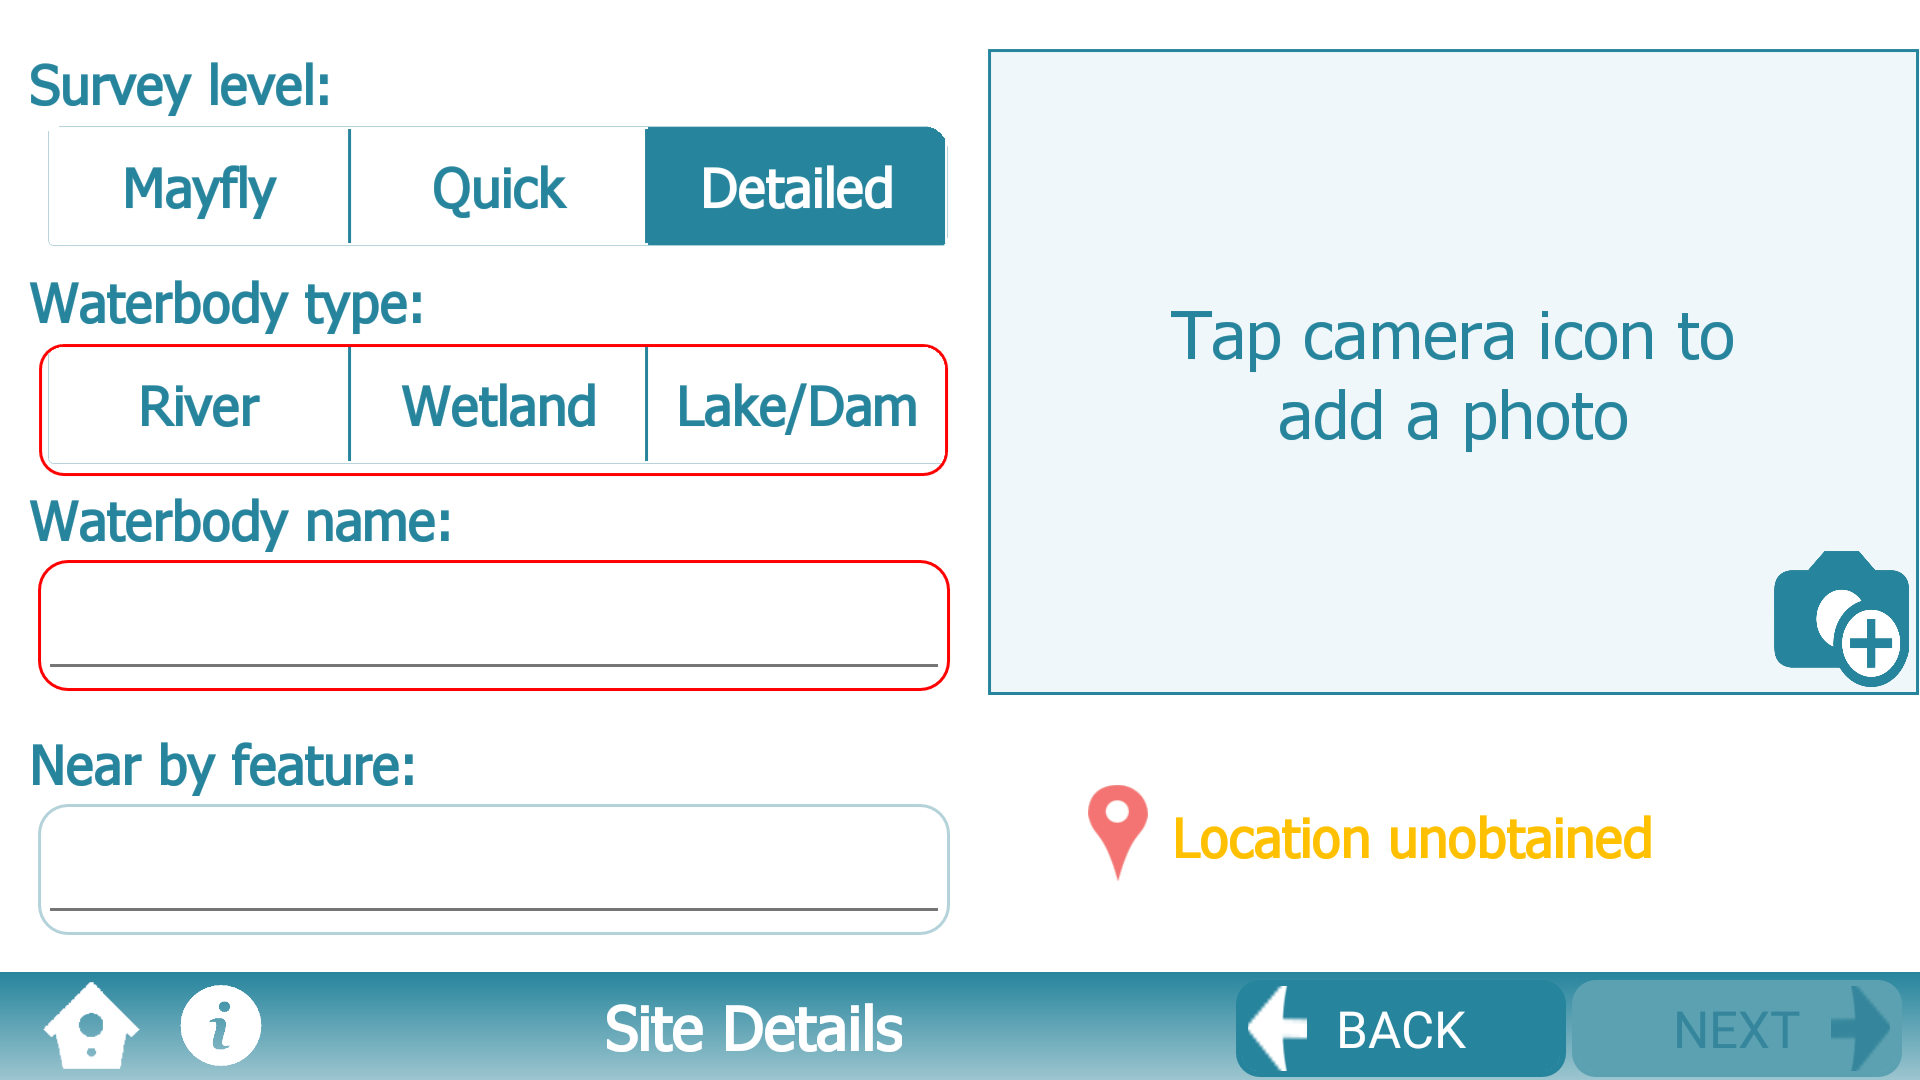 Survey level:
Mayfly Quick Detailed
Waterbody type:
River Wetland Lake/Dam
Waterbody name:
Near by feature:
Tap camera icon to
add a photo
Location unobtained
Site Details
BACK
NEXT